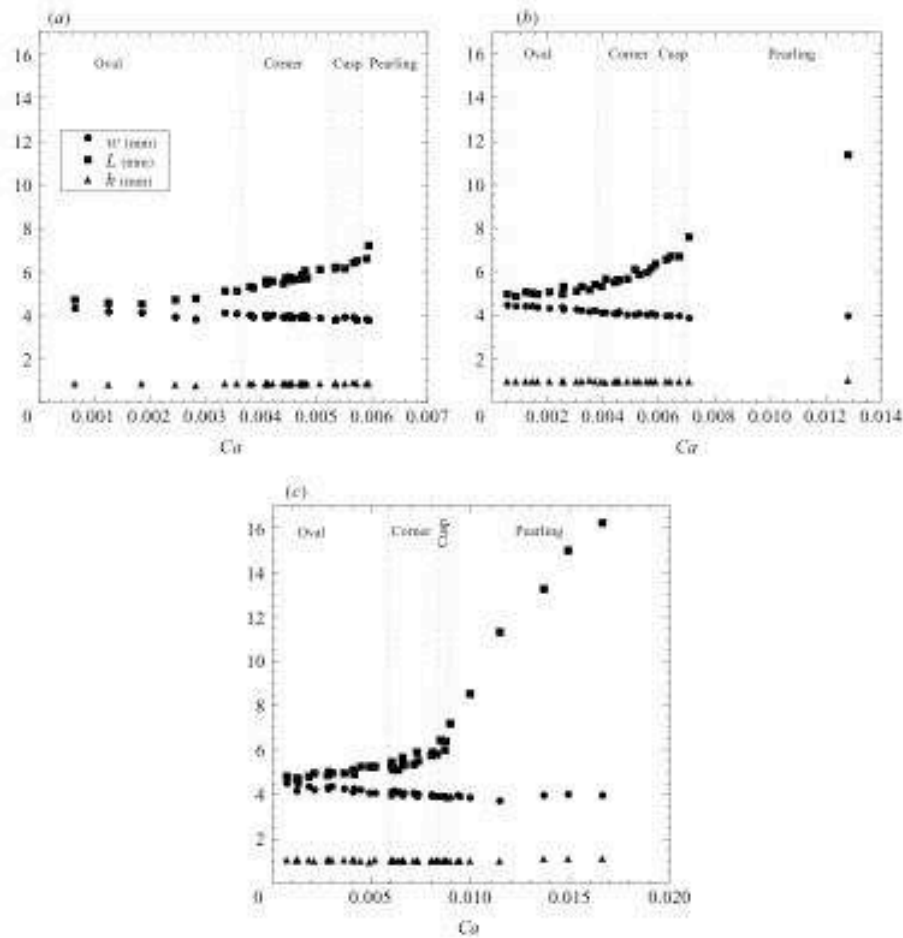 (a)
Oval Corner Cusp Pearling
16
14
12
w (mm)
L (mm)
h (mm)
10
8
6
4
2
0 0.001 0.002 0.003 0.004 0.005 0.006 0.007
Ca
(b)
Oval Corner Cusp Pearling
16
14
12
10
8
6
4
2
0 0.002 0.004 0.006 0.008 0.010 0.012 0.014
Ca
(c)
Oval Corner Cusp Pearling
16
14
12
10
8
6
4
2
0 0.005 0.010 0.015 0.020
Ca